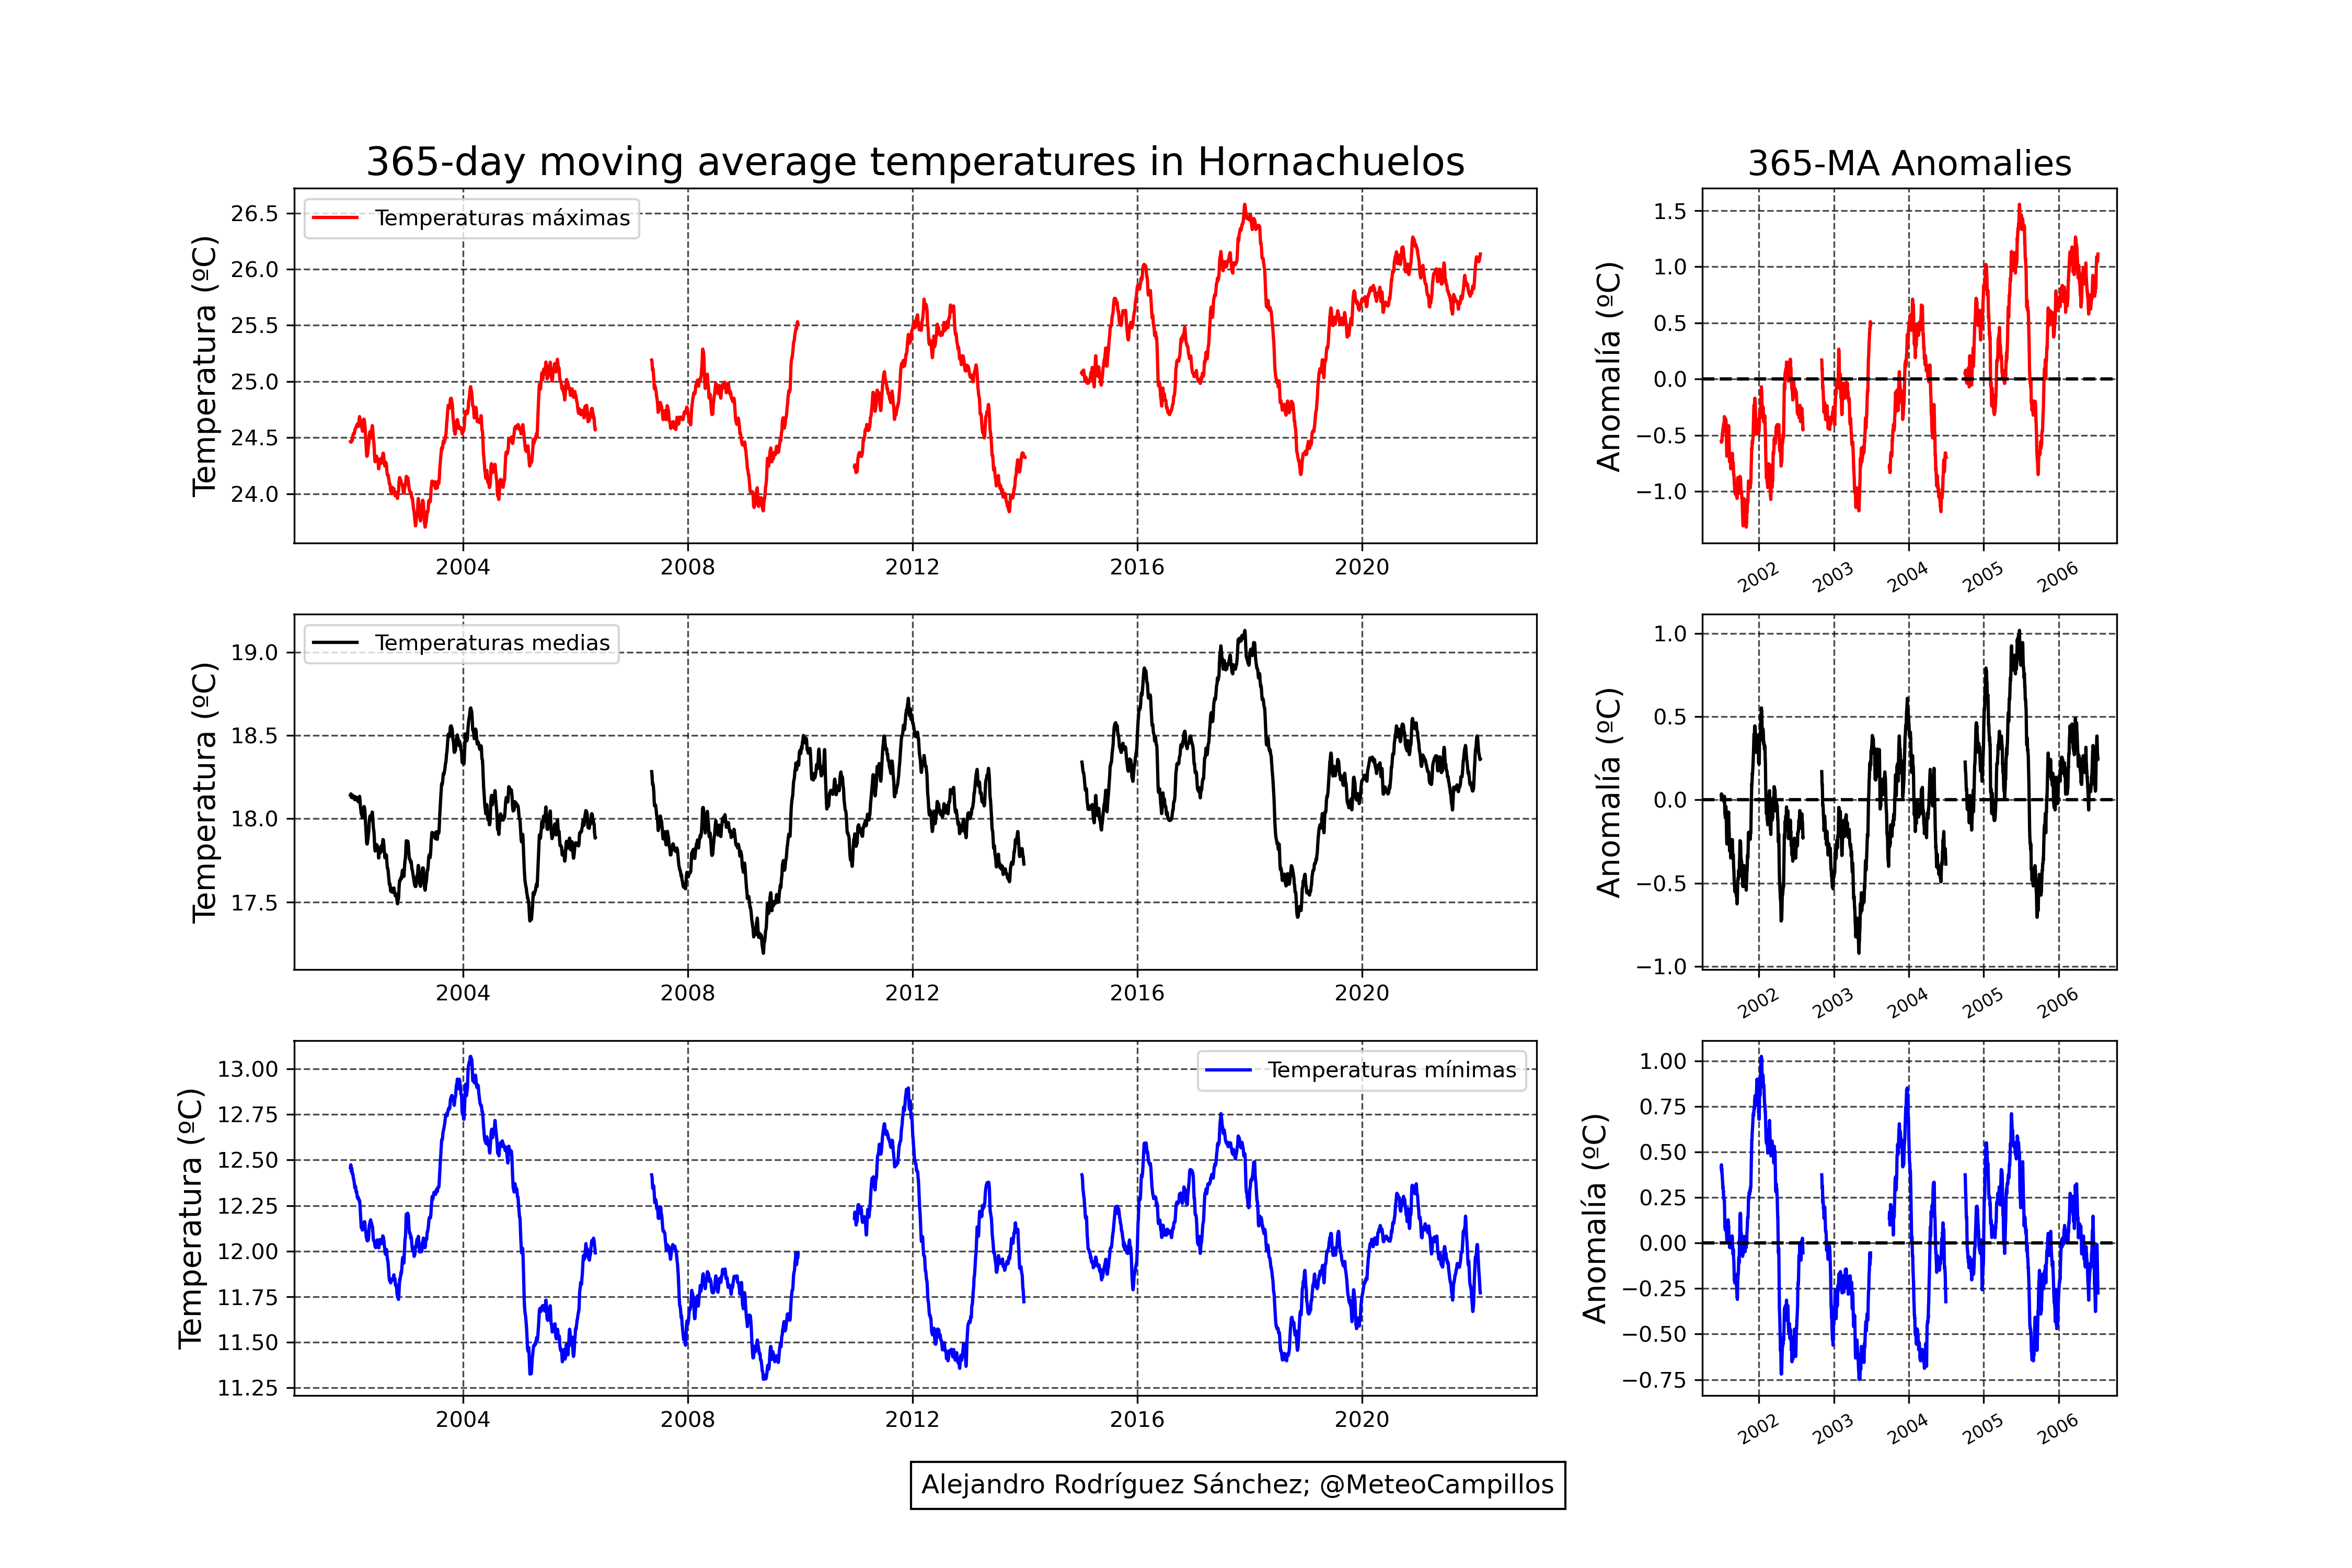 365-day moving average temperatures in Hornachuelos
Temperatura (ºC)
26.5
26.0
25.5
25.0
24.5
24.0
Temperaturas máximas
2004 2008 2012 2016 2020
365-MA Anomalies
Anomalía (ºC)
1.5
1.0
0.5
0.0
−0.5
−1.0
2002 2003 2004 2005 2006
Temperatura (ºC)
19.0
18.5
18.0
17.5
Temperaturas medias
2004 2008 2012 2016 2020
Anomalía (ºC)
1.0
0.5
0.0
−0.5
−1.0
2002 2003 2004 2005 2006
Temperatura (ºC)
13.00
12.75
12.50
12.25
12.00
11.75
11.50
11.25
Temperaturas mínimas
2004 2008 2012 2016 2020
Anomalía (ºC)
1.00
0.75
0.50
0.25
0.00
−0.25
−0.50
−0.75
2002 2003 2004 2005 2006
Alejandro Rodríguez Sánchez; @MeteoCampillos